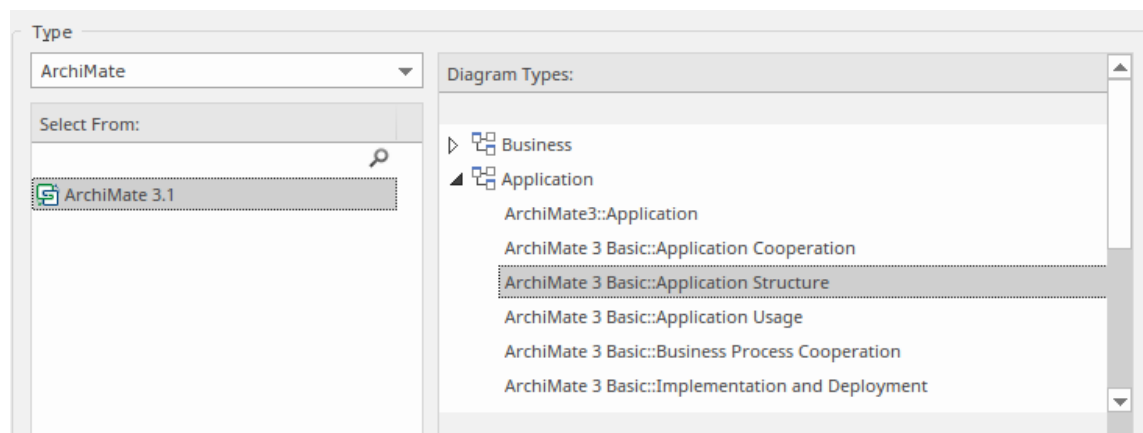 Type
ArchiMate
Select From:
ArchiMate 3.1
Diagram Types:
Business
Application
ArchiMate3::Application
ArchiMate 3 Basic::Application Cooperation
ArchiMate 3 Basic::Application Structure
ArchiMate 3 Basic::Application Usage
ArchiMate 3 Basic::Business Process Cooperation
ArchiMate 3 Basic::Implementation and Deployment